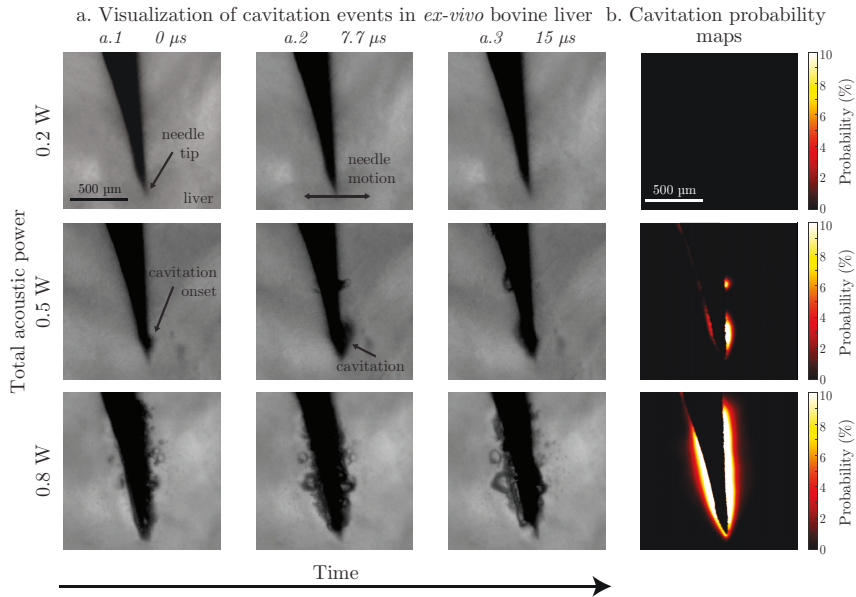 a. Visualization of cavitation events in ex-vivo bovine liver
b. Cavitation probability
maps
a.1 0 μs
a.2 7.7 μs
a.3 15 μs
Total acoustic power
0.2 W
needle
tip
500 μm
liver
needle
motion
500 μm
10
8
6
4
2
0
Probability (%)
0.5 W
cavitation
onset
cavitation
10
8
6
4
2
0
Probability (%)
0.8 W
10
8
6
4
2
0
Probability (%)
Time